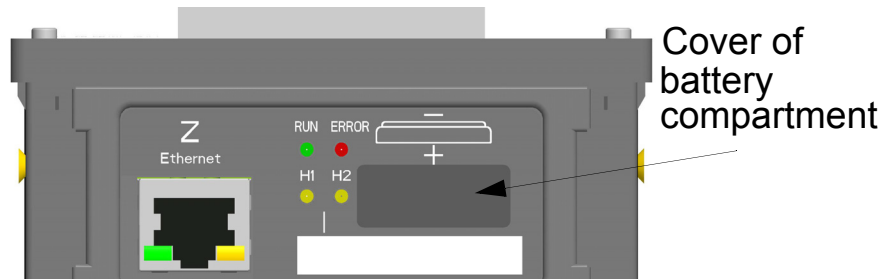 Cover of
battery
compartment
Z
Ethernet
RUN ERROR
− 
+
H1 H2